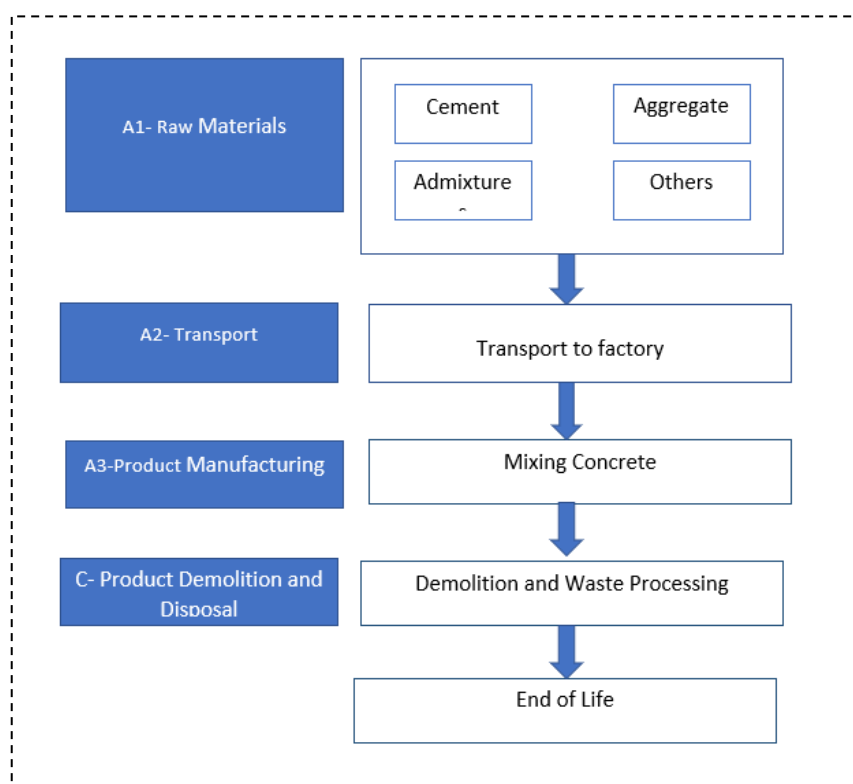 A1- Raw Materials
Cement
Aggregate
Admixture
s
Others
A2- Transport
Transport to factory
A3-Product Manufacturing
Mixing Concrete
C- Product Demolition and
Disposal
Demolition and Waste Processing
End of Life